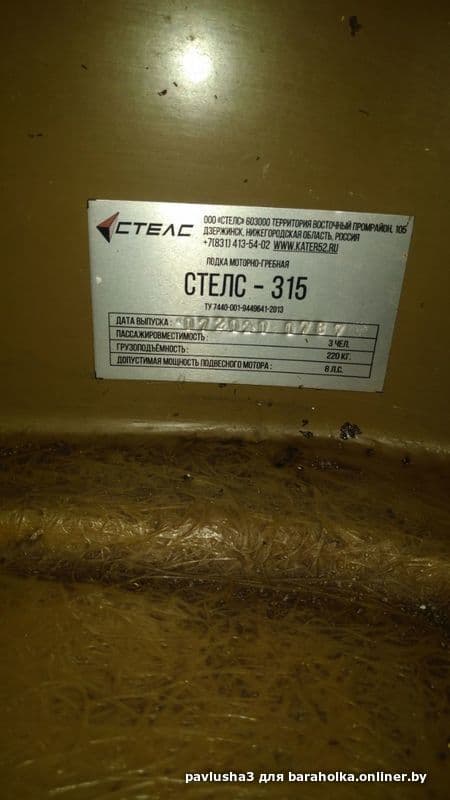 СТЕЛС
ООО «СТЕЛС» 603000 ТЕРРИТОРИЯ ВОСТОЧНЫЙ ПРОМРАЙОН, 105
ДЗЕРЖИНСК, НИЖЕГОРОДСКАЯ ОБЛАСТЬ, РОССИЯ
+7(831) 413-54-02 WWW.KATER52.RU
ЛОДКА МОТОРНО-ГРЕБНАЯ
СТЕЛС - 315
ТУ 7440-001-9449641-2013
ДАТА ВЫПУСКА : 072020 0787
ПАССАЖИРОВМЕСТИМОСТЬ : 3 ЧЕЛ.
ГРУЗОПОДЪЁМНОСТЬ : 220 КГ.
ДОПУСТИМАЯ МОЩНОСТЬ ПОДВЕСНОГО МОТОРА : 8 Л.С.
pavlusha3 для baraholka.onliner.by